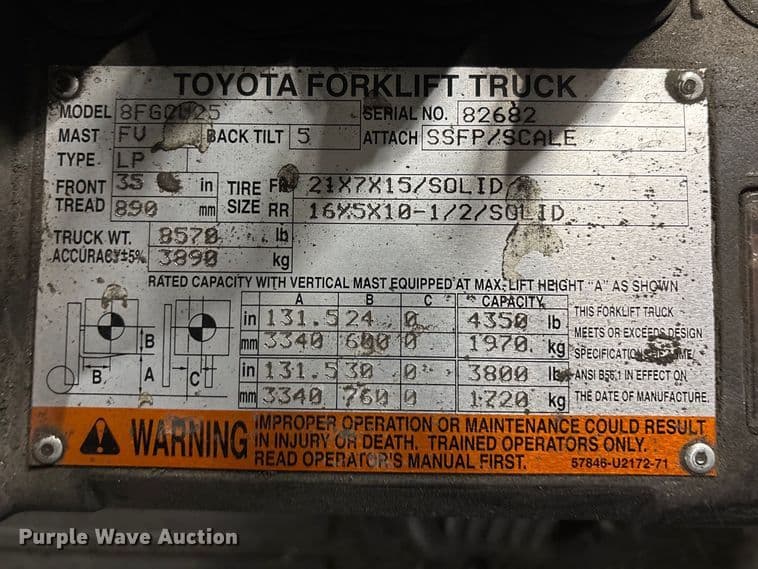 TOYOTA FORKLIFT TRUCK
MODEL 8FGCU25 SERIAL NO. 82682
MAST FV BACK TILT 5 ATTACH SSFP/SCALE
TYPE LP
FRONT TREAD 35 in 890 mm
TIRE SIZE FR 21X7X15/SOLID
RR 16X5X10-1/2/SOLID
TRUCK WT. 8570 lb
ACCURACY±5% 3890 kg
RATED CAPACITY WITH VERTICAL MAST EQUIPPED AT MAX. LIFT HEIGHT "A" AS SHOWN
A B C CAPACITY
in 131.5 24 0 4350 lb
mm 3340 600 0 1970 kg
in 131.5 30 0 3800 lb
mm 3340 760 0 1720 kg
B
B A C
THIS FORKLIFT TRUCK
MEETS OR EXCEEDS DESIGN
SPECIFICATIONS OF ASME
ANSI B56.1 IN EFFECT ON
THE DATE OF MANUFACTURE.
WARNING
IMPROPER OPERATION OR MAINTENANCE COULD RESULT
IN INJURY OR DEATH. TRAINED OPERATORS ONLY.
READ OPERATOR'S MANUAL FIRST. 57846-U2172-71
Purple Wave Auction